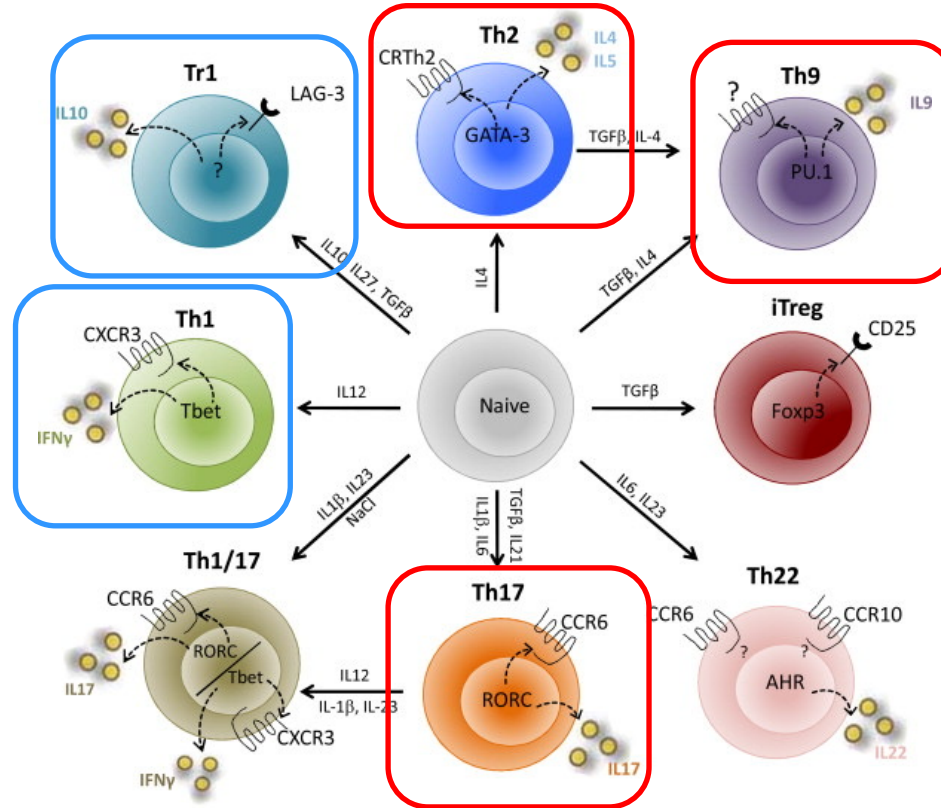 Th2
IL4
IL5
CRTh2
GATA-3
Tr1
IL10
LAG-3
?
Th9
?
IL9
PU.1
TGFβ, IL-4
IL10, IL27, TGFβ
IL4
TGFβ, IL4
Th1
CXCR3
Tbet
IFNγ
IL12
Naive
TGFβ
iTreg
CD25
Foxp3
IL1β, IL23
NaCl
TGFβ, IL21
IL1β, IL6
IL6, IL23
Th1/17
CCR6
RORC
Tbet
IL17
CXCR3
IFNγ
IL12
IL-1β, IL-23
Th17
CCR6
RORC
IL17
Th22
CCR6
CCR10
?
?
AHR
IL22